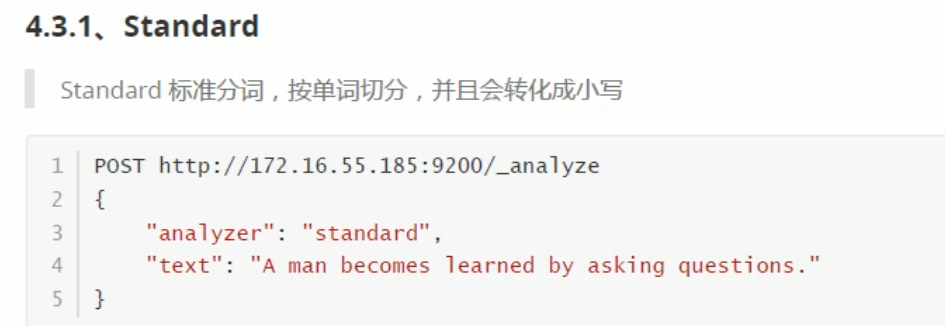 4.3.1、Standard
Standard 标准分词，按单词切分，并且会转化成小写
1 POST http://172.16.55.185:9200/_analyze
2 {
3 "analyzer": "standard",
4 "text": "A man becomes learned by asking questions."
5 }